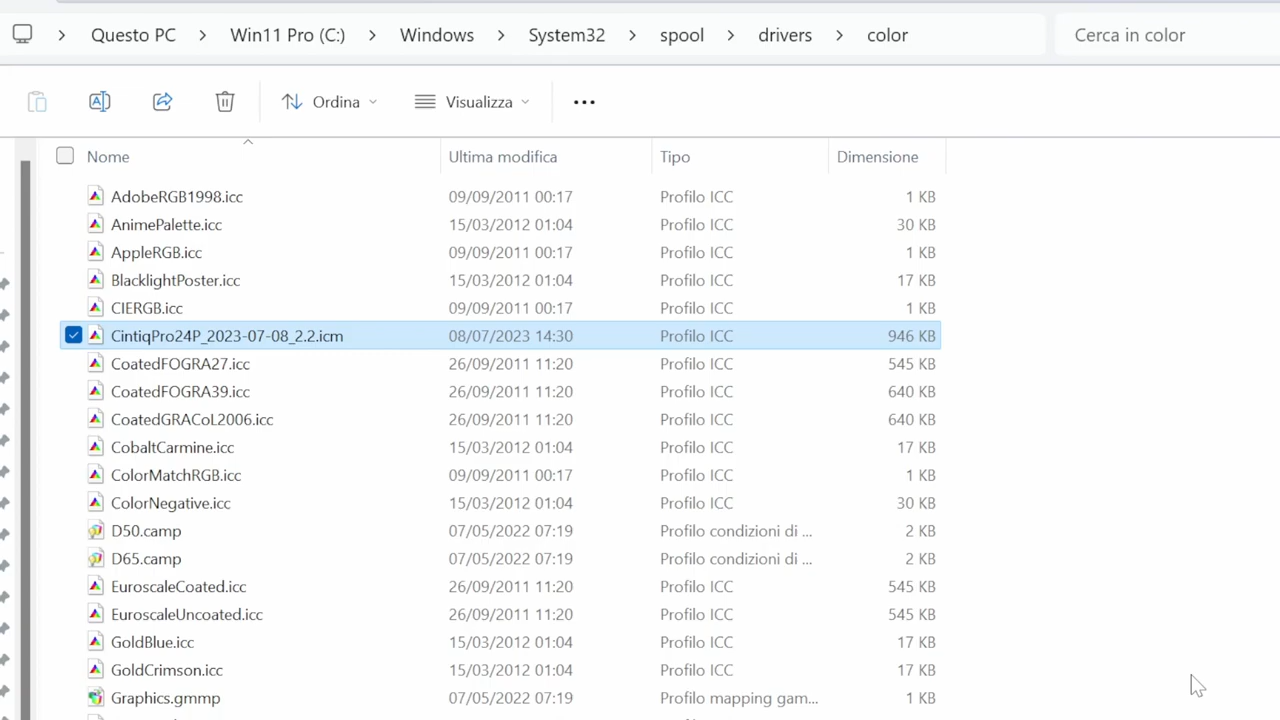 Questo PC > Win11 Pro (C:) > Windows > System32 > spool > drivers > color Cerca in color
Ordina Visualizza
Nome Ultima modifica Tipo Dimensione
AdobeRGB1998.icc 09/09/2011 00:17 Profilo ICC 1 KB
AnimePalette.icc 15/03/2012 01:04 Profilo ICC 30 KB
AppleRGB.icc 09/09/2011 00:17 Profilo ICC 1 KB
BlacklightPoster.icc 15/03/2012 01:04 Profilo ICC 17 KB
CIERGB.icc 09/09/2011 00:17 Profilo ICC 1 KB
CintiqPro24P_2023-07-08_2.2.icm 08/07/2023 14:30 Profilo ICC 946 KB
CoatedFOGRA27.icc 26/09/2011 11:20 Profilo ICC 545 KB
CoatedFOGRA39.icc 26/09/2011 11:20 Profilo ICC 640 KB
CoatedGRACoL2006.icc 26/09/2011 11:20 Profilo ICC 640 KB
CobaltCarmine.icc 15/03/2012 01:04 Profilo ICC 17 KB
ColorMatchRGB.icc 09/09/2011 00:17 Profilo ICC 1 KB
ColorNegative.icc 15/03/2012 01:04 Profilo ICC 30 KB
D50.camp 07/05/2022 07:19 Profilo condizioni di ... 2 KB
D65.camp 07/05/2022 07:19 Profilo condizioni di ... 2 KB
EuroscaleCoated.icc 26/09/2011 11:20 Profilo ICC 545 KB
EuroscaleUncoated.icc 26/09/2011 11:20 Profilo ICC 545 KB
GoldBlue.icc 15/03/2012 01:04 Profilo ICC 17 KB
GoldCrimson.icc 15/03/2012 01:04 Profilo ICC 17 KB
Graphics.gmmp 07/05/2022 07:19 Profilo mapping gam... 1 KB